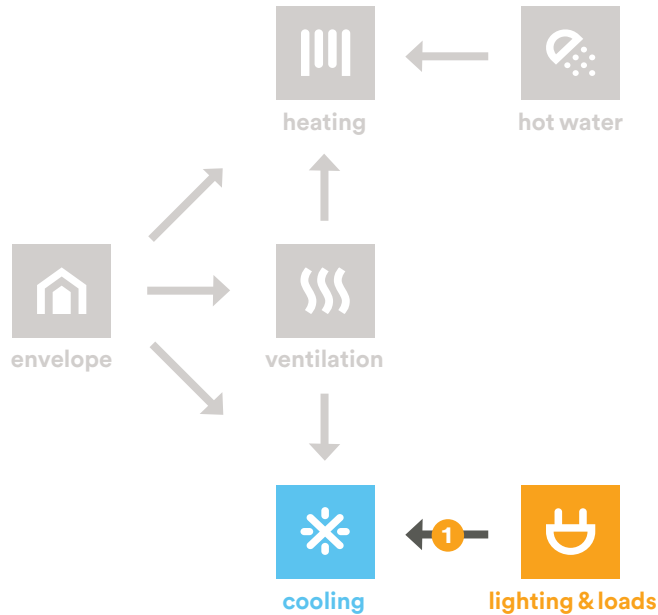 heating
hot water
envelope
ventilation
1
cooling
lighting & loads